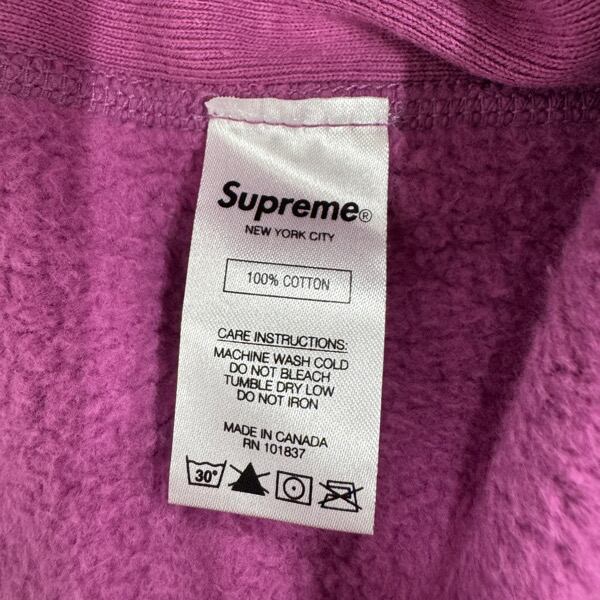 Supreme®
NEW YORK CITY
100% COTTON
CARE INSTRUCTIONS:
MACHINE WASH COLD
DO NOT BLEACH
TUMBLE DRY LOW
DO NOT IRON
MADE IN CANADA
RN 101837
30°